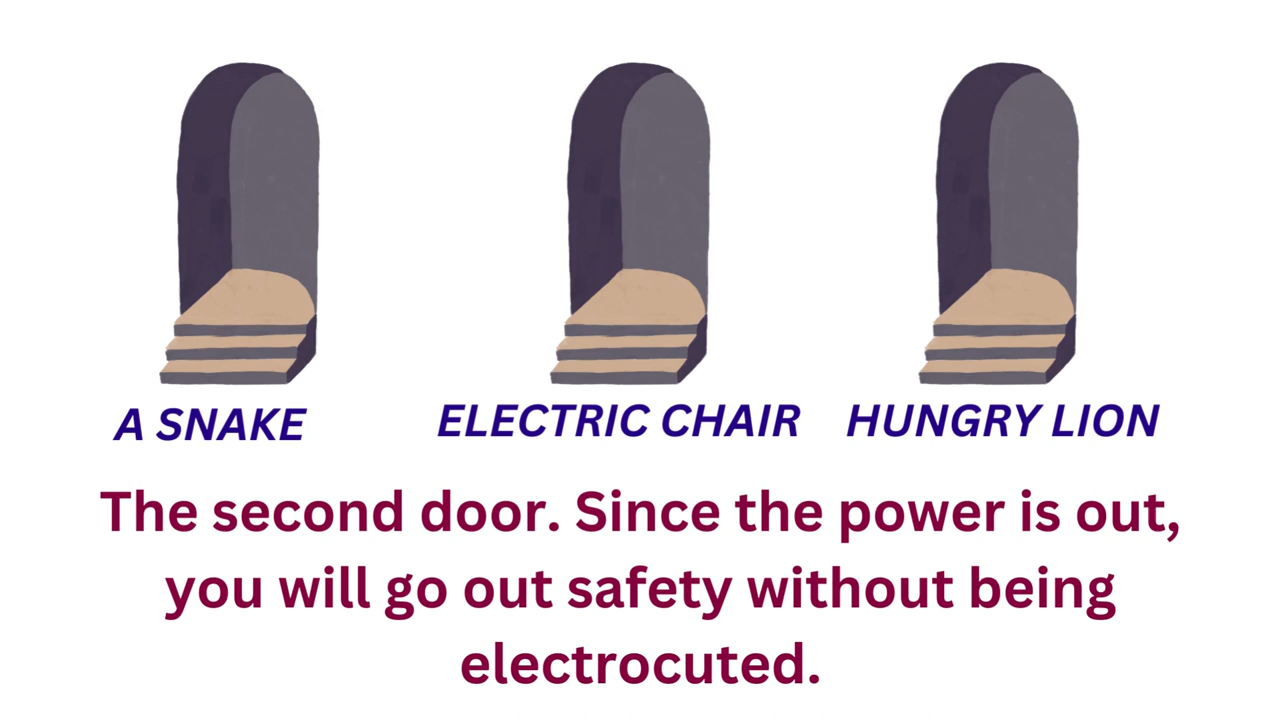 A SNAKE
ELECTRIC CHAIR
HUNGRY LION
The second door. Since the power is out,
you will go out safety without being
electrocuted.